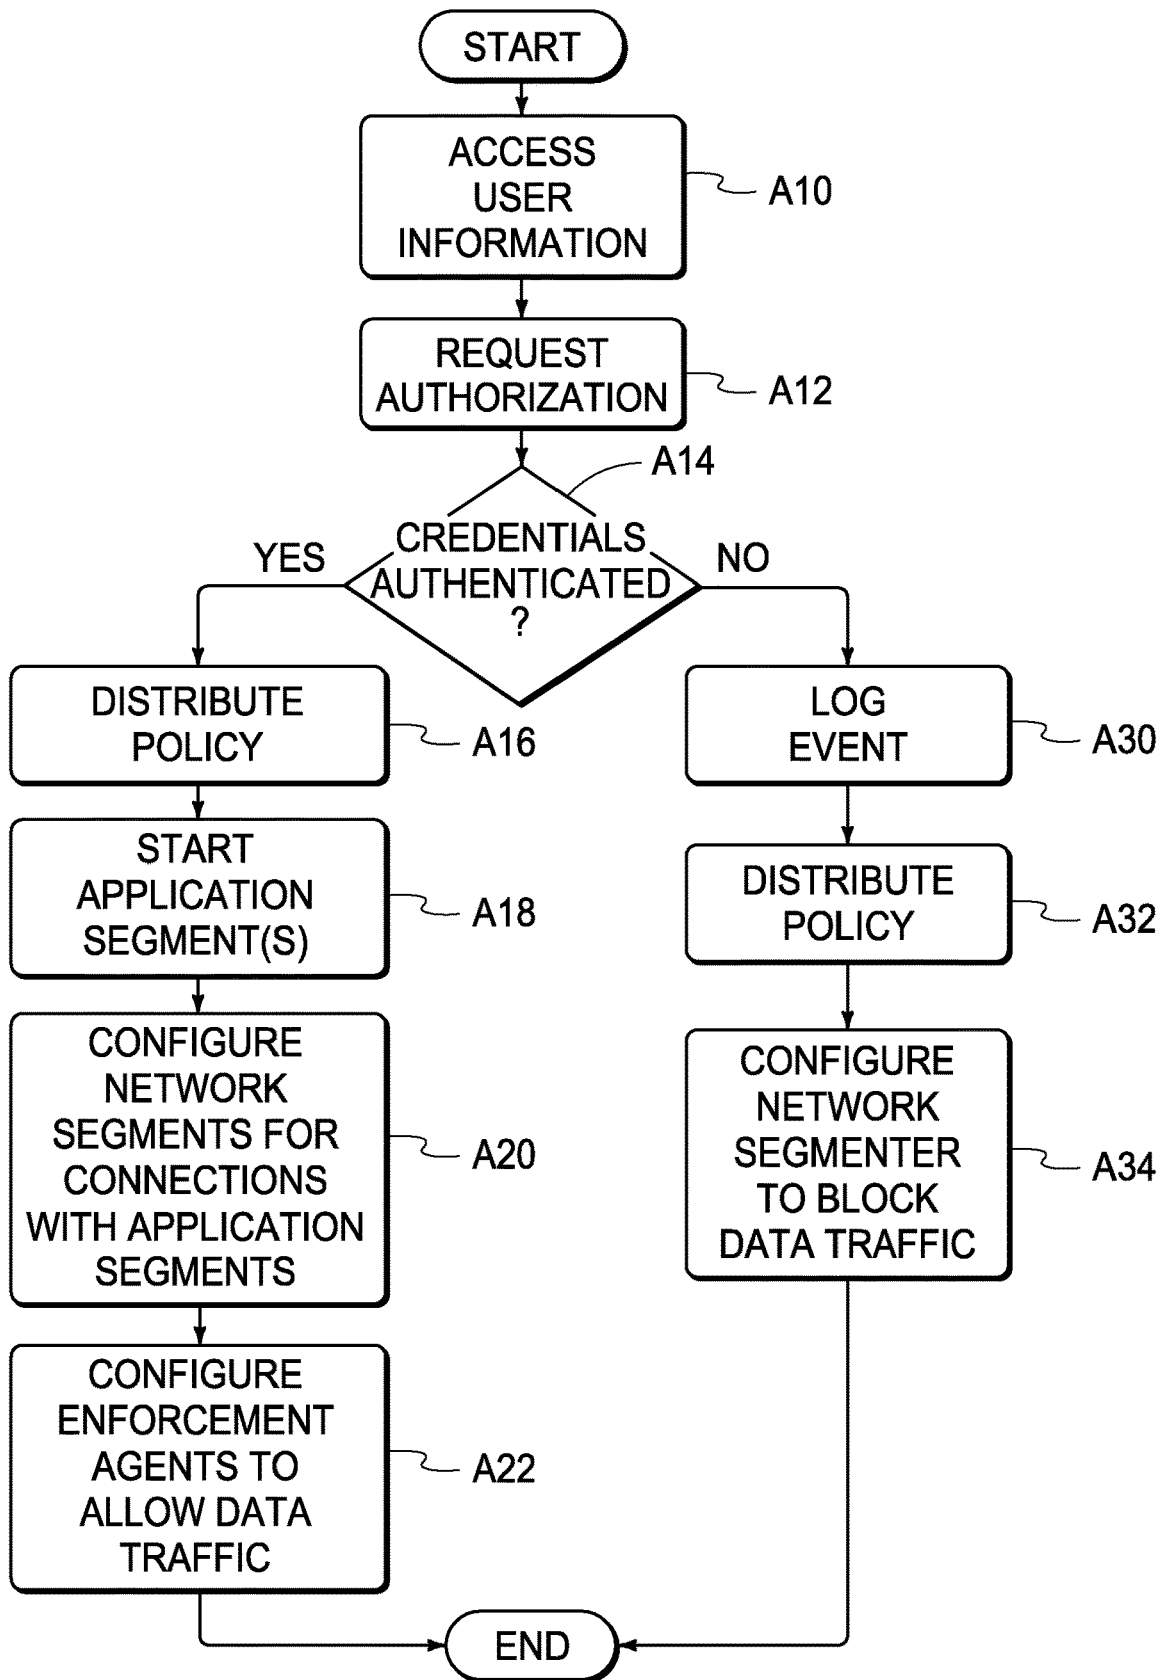 START
ACCESS
USER
INFORMATION
A10
REQUEST
AUTHORIZATION
A12
A14
CREDENTIALS
AUTHENTICATED
?
YES
NO
DISTRIBUTE
POLICY
A16
START
APPLICATION
SEGMENT(S)
A18
CONFIGURE
NETWORK
SEGMENTS FOR
CONNECTIONS
WITH APPLICATION
SEGMENTS
A20
CONFIGURE
ENFORCEMENT
AGENTS TO
ALLOW DATA
TRAFFIC
A22
LOG
EVENT
A30
DISTRIBUTE
POLICY
A32
CONFIGURE
NETWORK
SEGMENTER
TO BLOCK
DATA TRAFFIC
A34
END